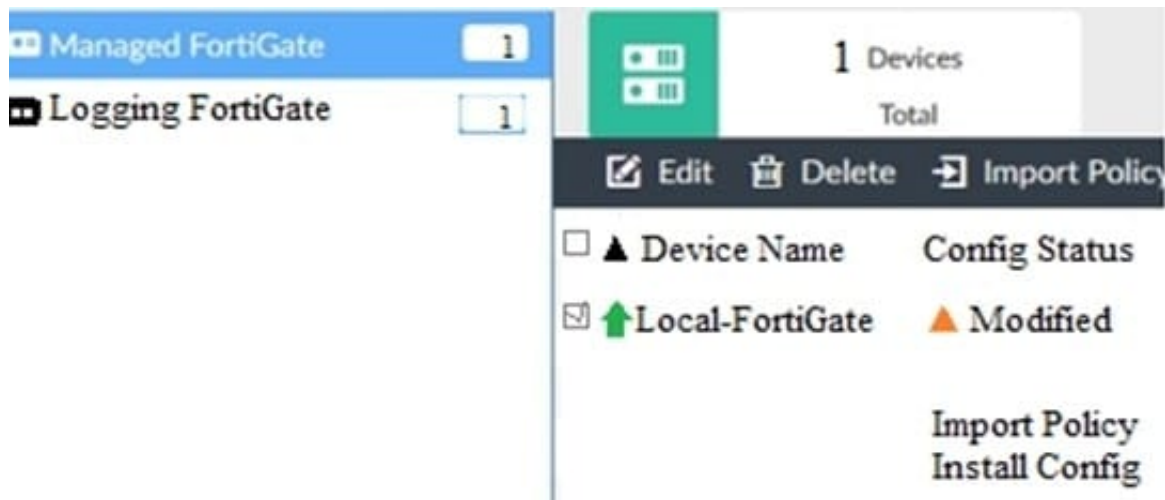 Managed FortiGate 1
Logging FortiGate 1
1 Devices
Total
Edit Delete Import Policy
Device Name Config Status
Local-FortiGate Modified
Import Policy
Install Config